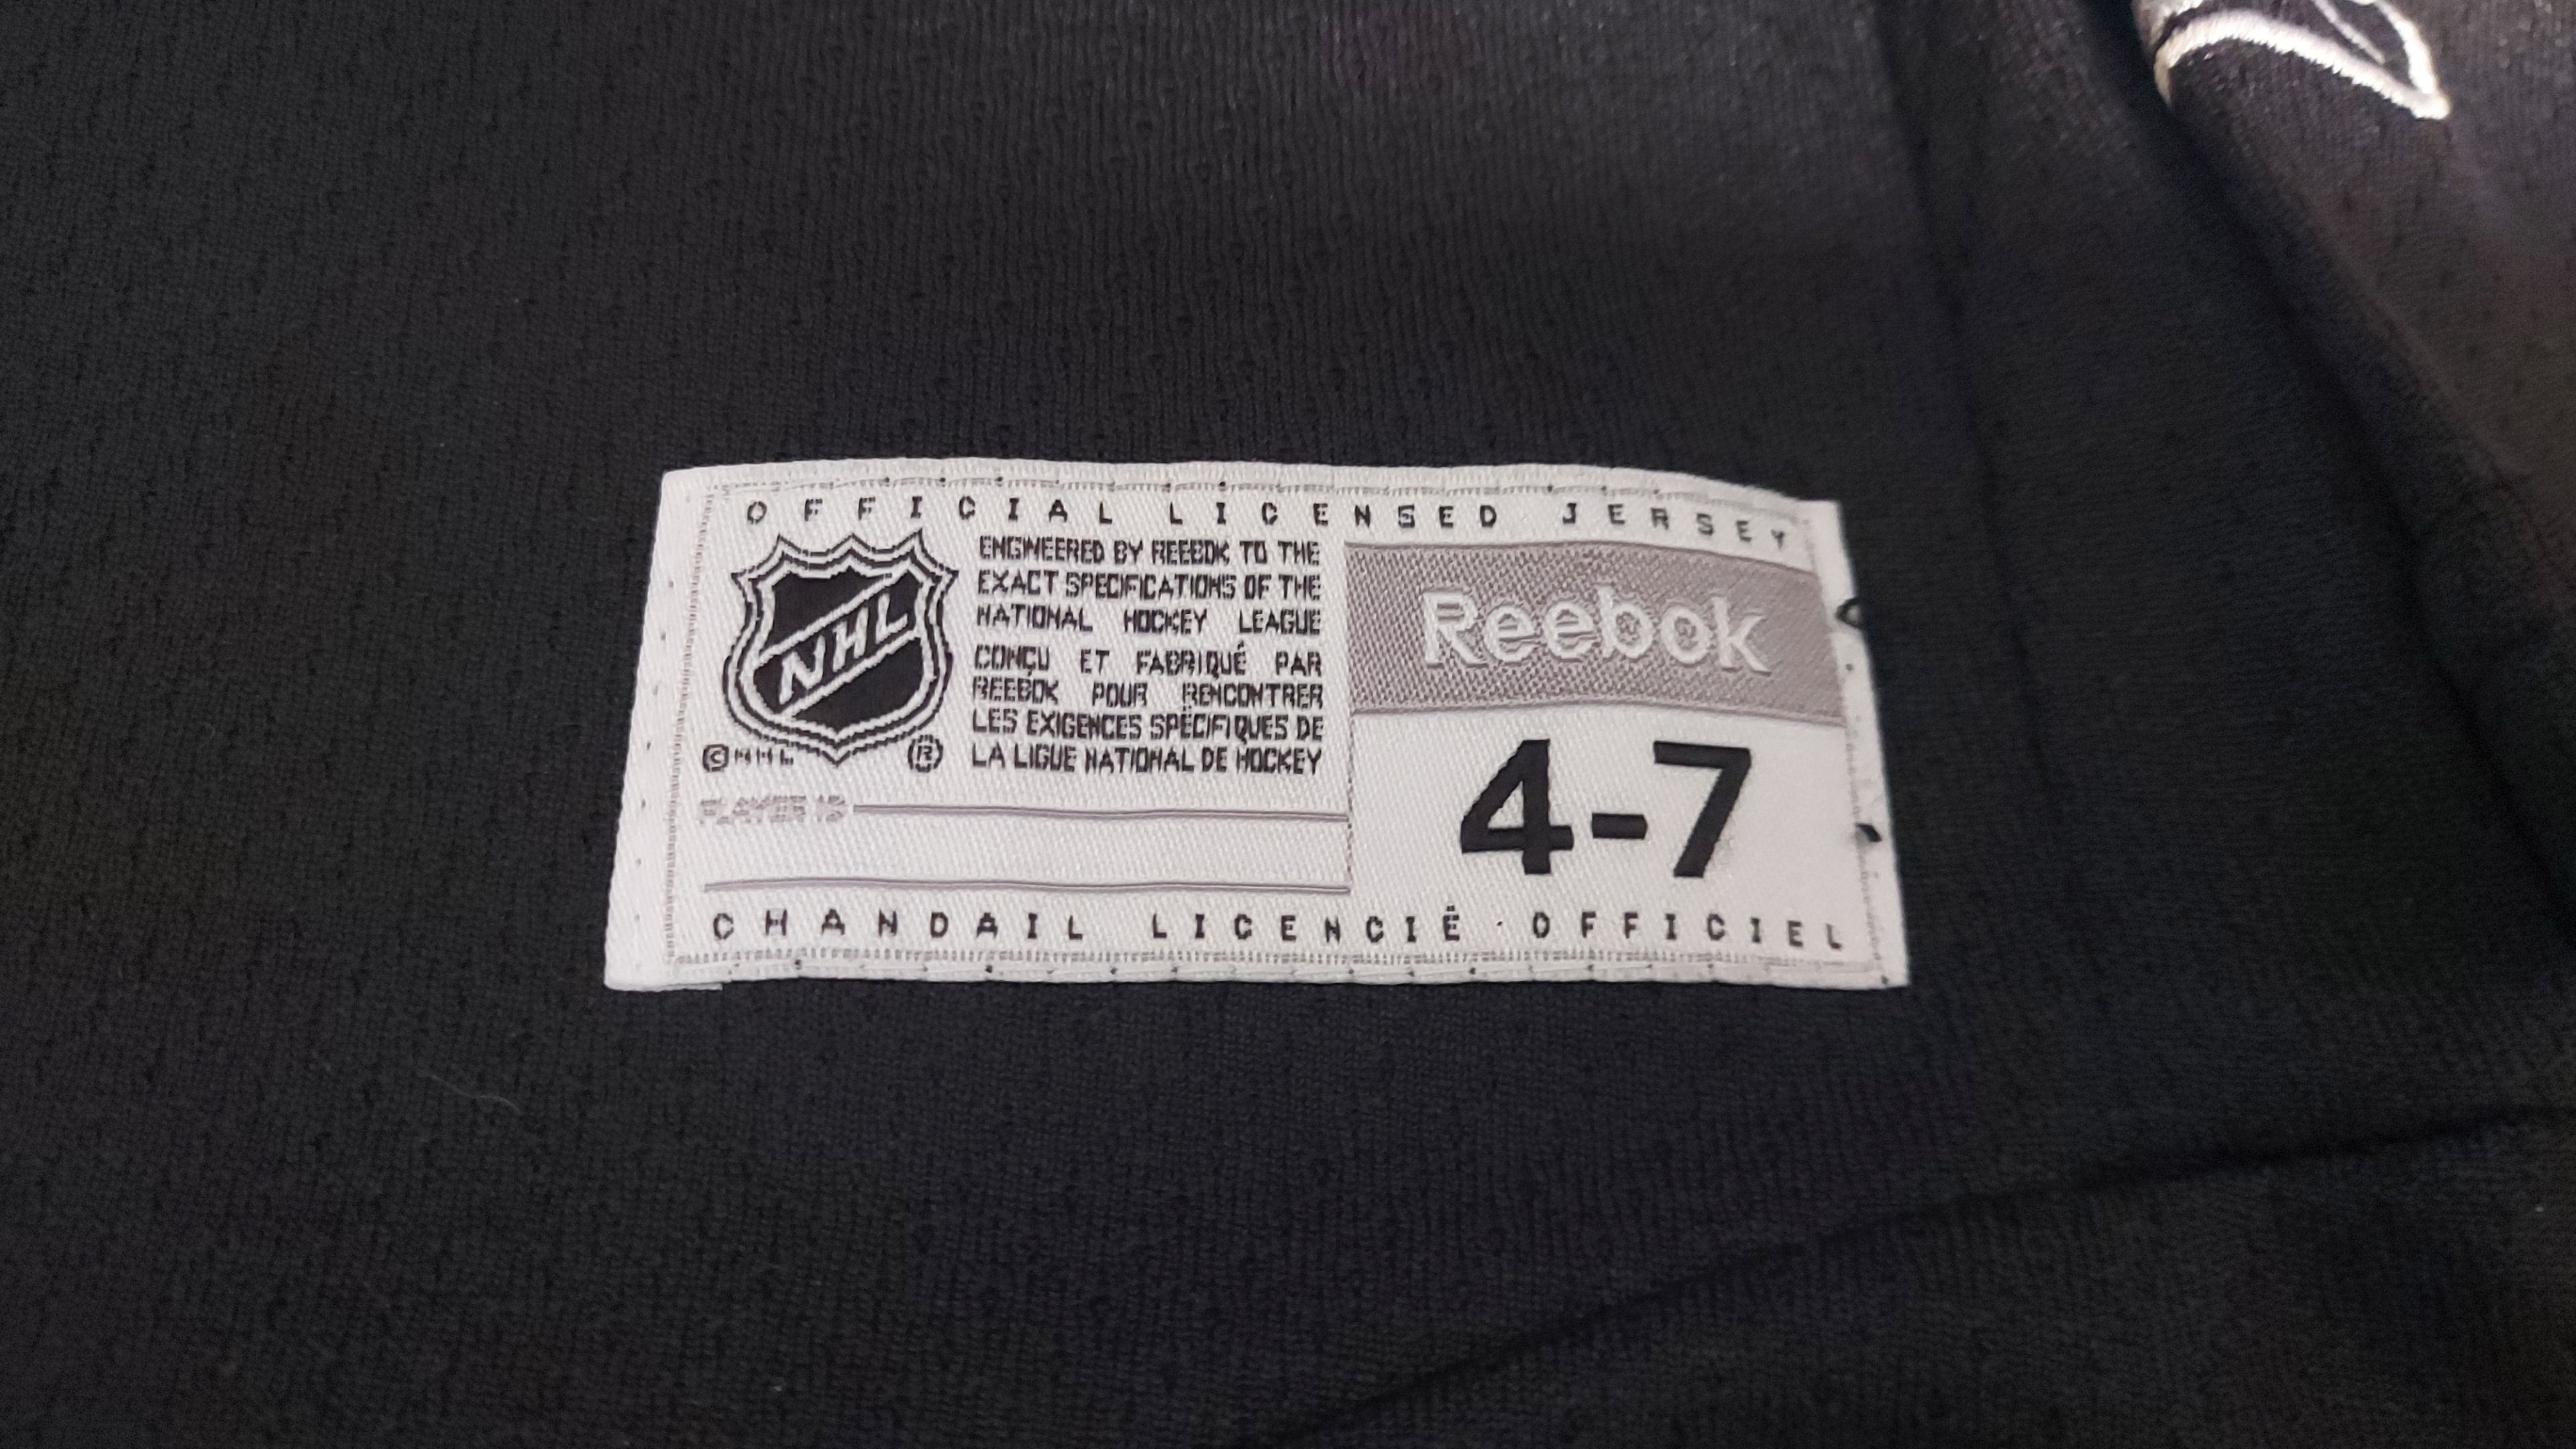 OFFICIAL LICENSED JERSEY
NHL
© NHL ®
ENGINEERED BY REEBOK TO THE
EXACT SPECIFICATIONS OF THE
NATIONAL HOCKEY LEAGUE
CONÇU ET FABRIQUÉ PAR
REEBOK POUR RENCONTRER
LES EXIGENCES SPÉCIFIQUES DE
LA LIGUE NATIONAL DE HOCKEY
Reebok
4-7
PLAYER ID
CHANDAIL LICENCIÉ · OFFICIEL